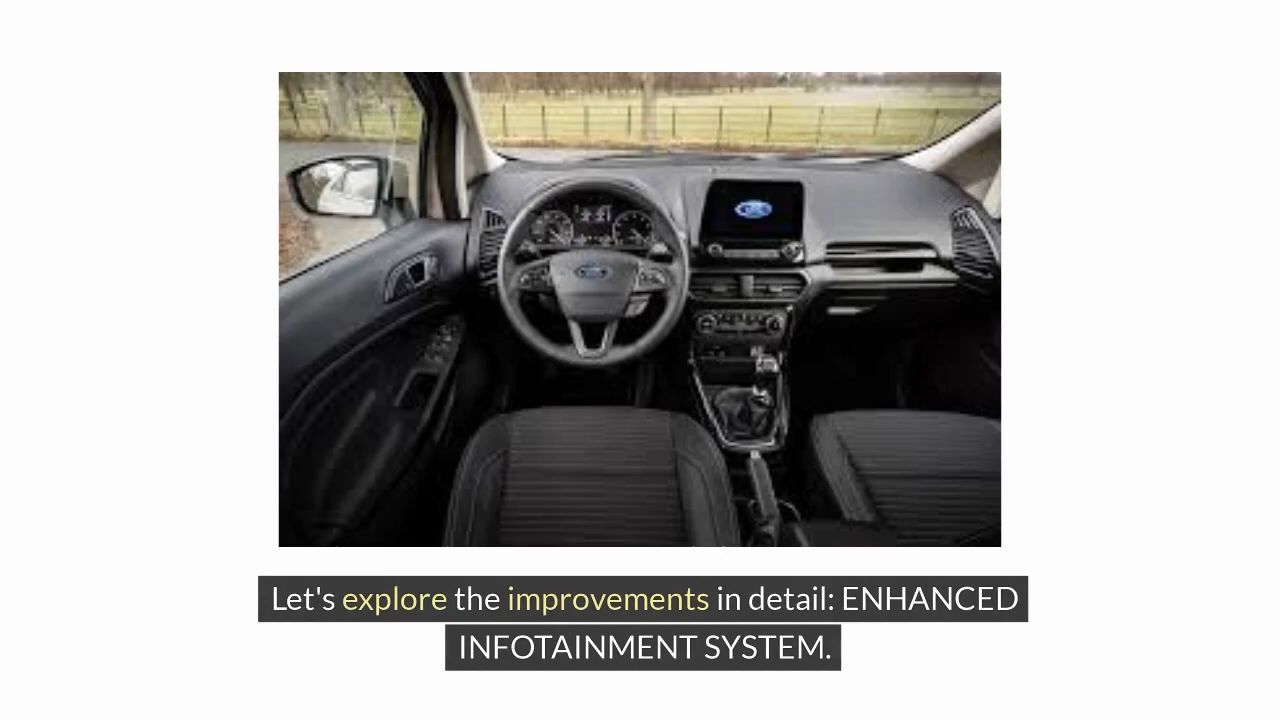 Let's explore the improvements in detail: ENHANCED
INFOTAINMENT SYSTEM.